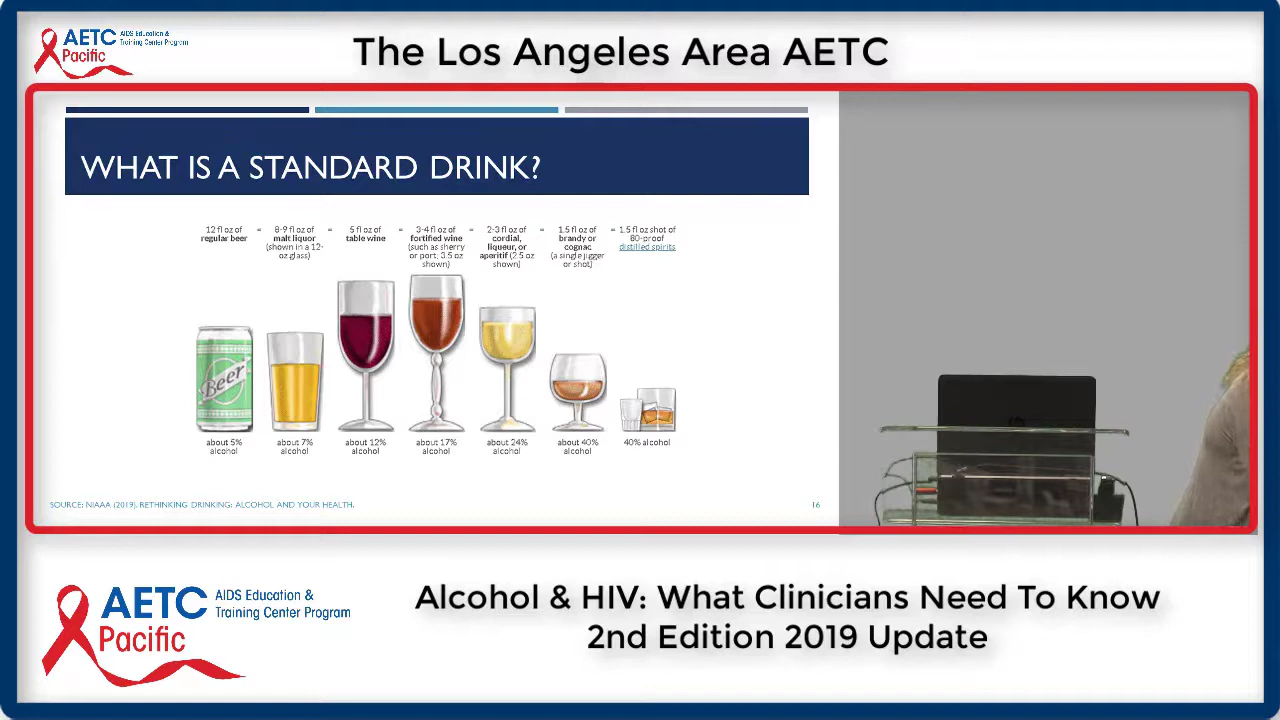 AETC
AIDS Education &
Training Center Program
Pacific
The Los Angeles Area AETC
WHAT IS A STANDARD DRINK?
12 fl oz of
regular beer
=
8-9 fl oz of
malt liquor
(shown in a 12-
oz glass)
=
5 fl oz of
table wine
=
3-4 fl oz of
fortified wine
(such as sherry
or port; 3.5 oz
shown)
=
2-3 fl oz of
cordial,
liqueur, or
aperitif (2.5 oz
shown)
=
1.5 fl oz of
brandy or
cognac
(a single jigger
or shot)
=
1.5 fl oz shot of
80-proof
distilled spirits
Beer
about 5%
alcohol
about 7%
alcohol
about 12%
alcohol
about 17%
alcohol
about 24%
alcohol
about 40%
alcohol
40% alcohol
SOURCE: NIAAA (2019). RETHINKING DRINKING: ALCOHOL AND YOUR HEALTH.
16
AETC
AIDS Education &
Training Center Program
Pacific
Alcohol & HIV: What Clinicians Need To Know
2nd Edition 2019 Update